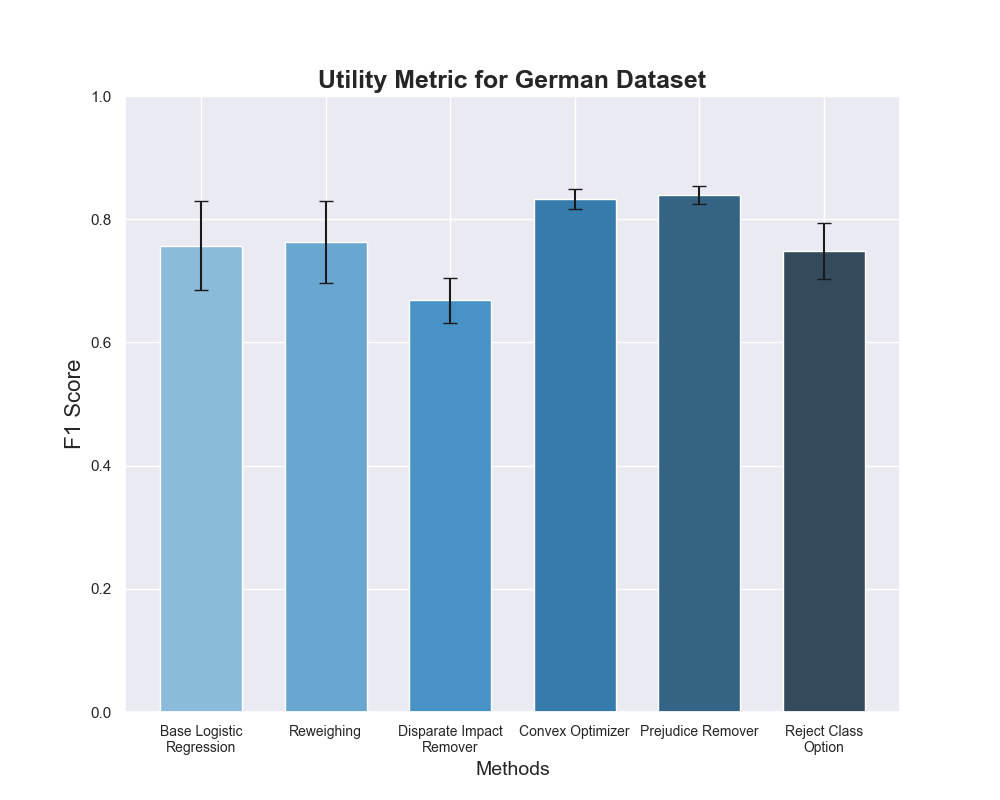 Utility Metric for German Dataset
1.0
0.8
0.6
0.4
0.2
0.0
F1 Score
Base Logistic
Regression
Reweighing
Disparate Impact
Remover
Convex Optimizer
Prejudice Remover
Reject Class
Option
Methods